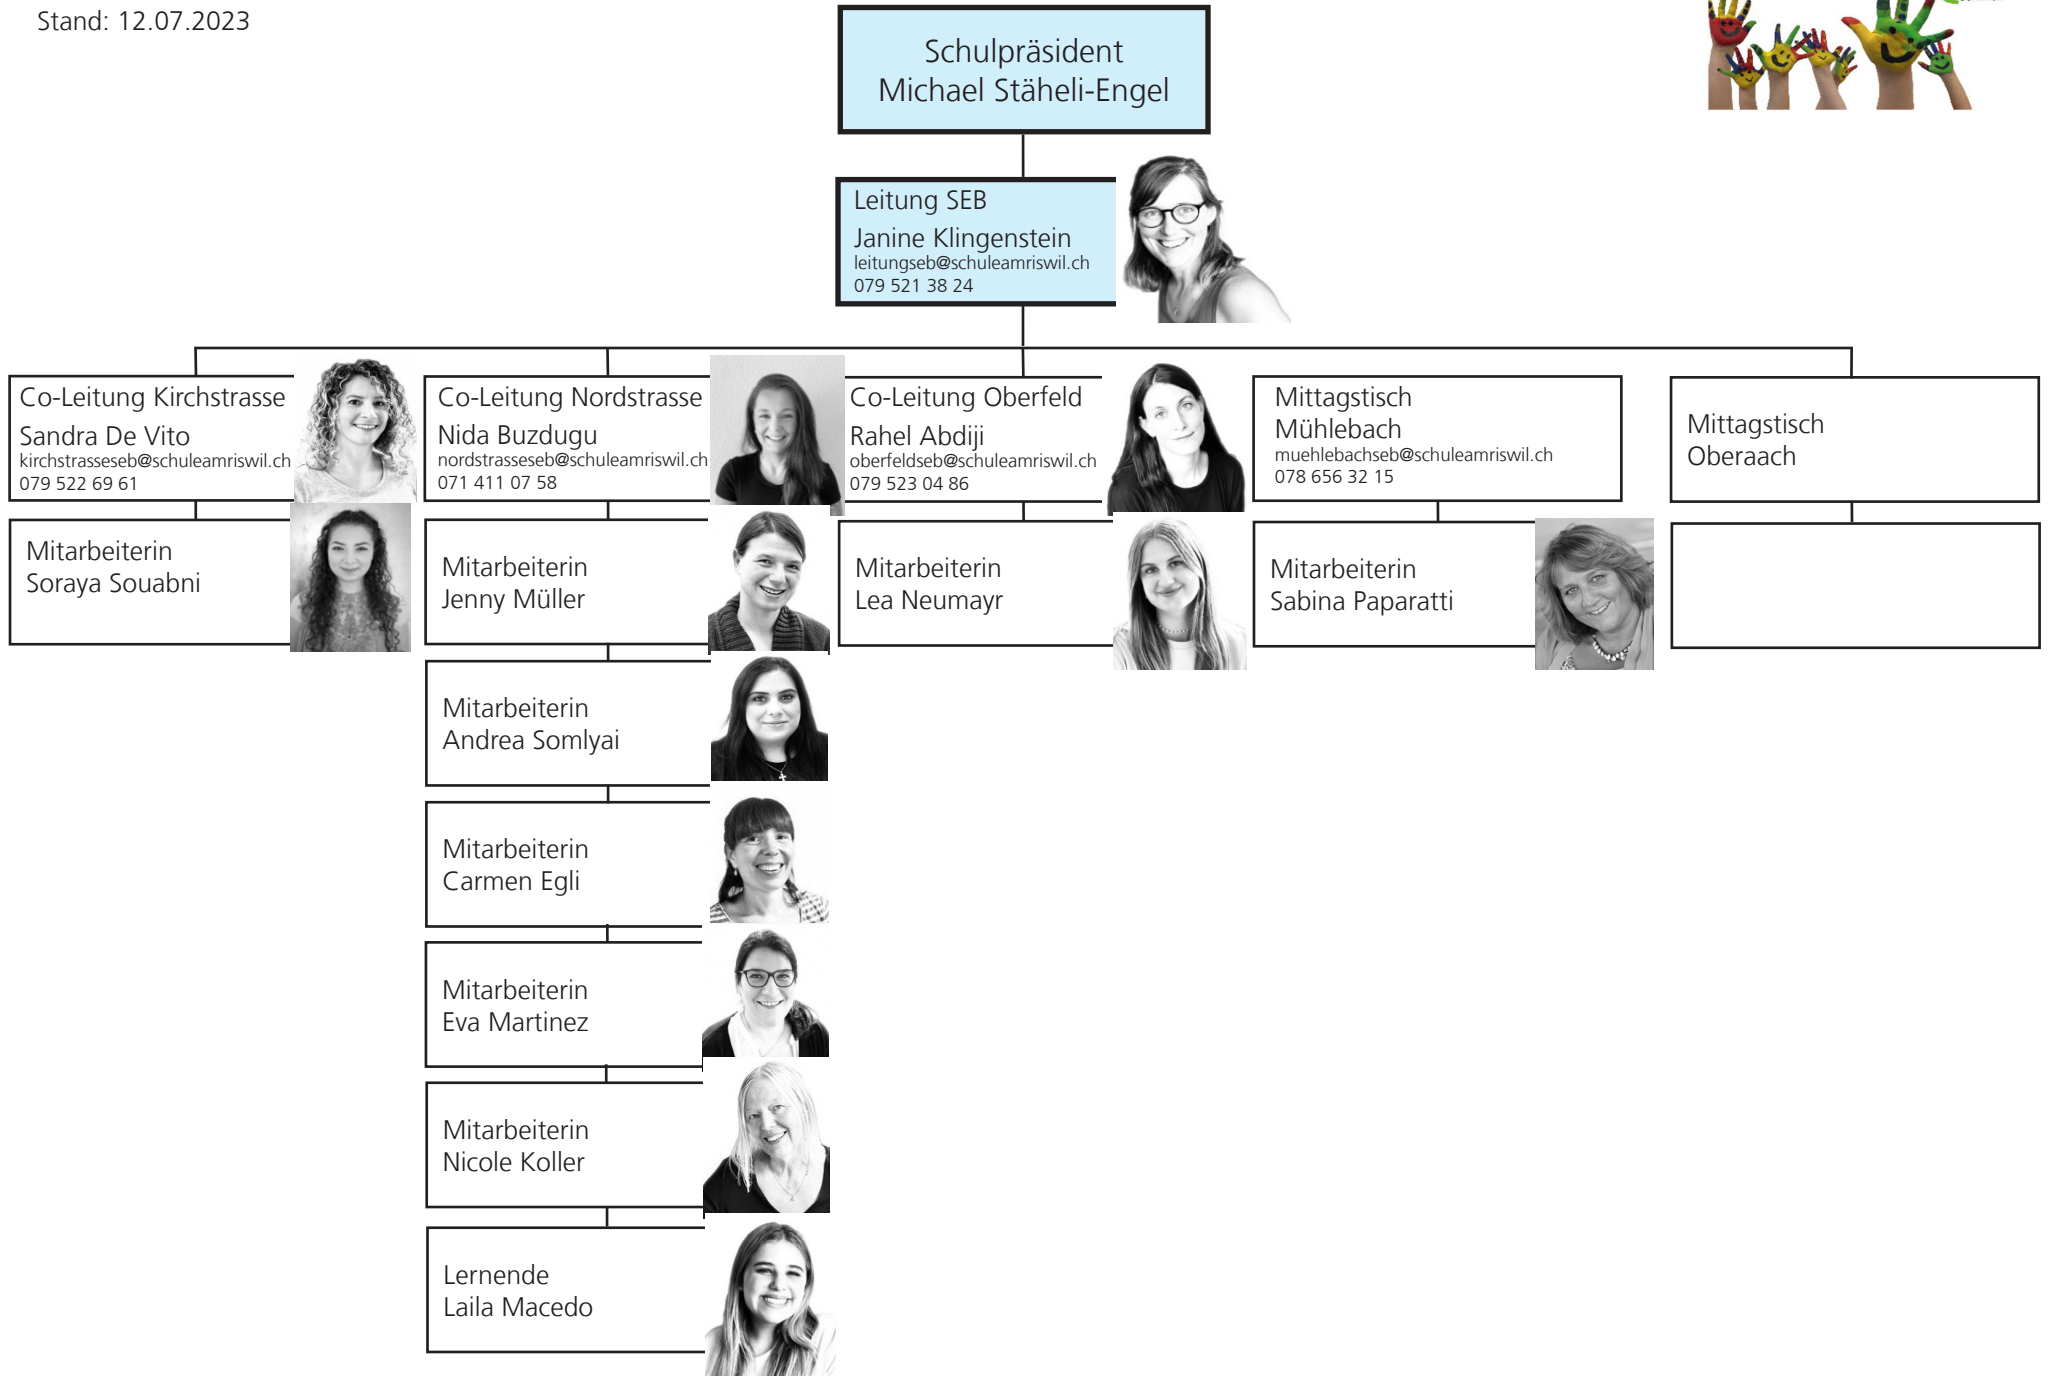 Stand: 12.07.2023
Schulpräsident
Michael Stäheli-Engel
Leitung SEB
Janine Klingenstein
leitungseb@schuleamriswil.ch
079 521 38 24
Co-Leitung Kirchstrasse
Sandra De Vito
kirchstrasseseb@schuleamriswil.ch
079 522 69 61
Co-Leitung Nordstrasse
Nida Buzdugu
nordstrasseseb@schuleamriswil.ch
071 411 07 58
Co-Leitung Oberfeld
Rahel Abdiji
oberfeldseb@schuleamriswil.ch
079 523 04 86
Mittagstisch
Mühlebach
muehlebachseb@schuleamriswil.ch
078 656 32 15
Mittagstisch
Oberaach
Mitarbeiterin
Soraya Souabni
Mitarbeiterin
Jenny Müller
Mitarbeiterin
Lea Neumayr
Mitarbeiterin
Sabina Paparatti
Mitarbeiterin
Andrea Somlyai
Mitarbeiterin
Carmen Egli
Mitarbeiterin
Eva Martinez
Mitarbeiterin
Nicole Koller
Lernende
Laila Macedo